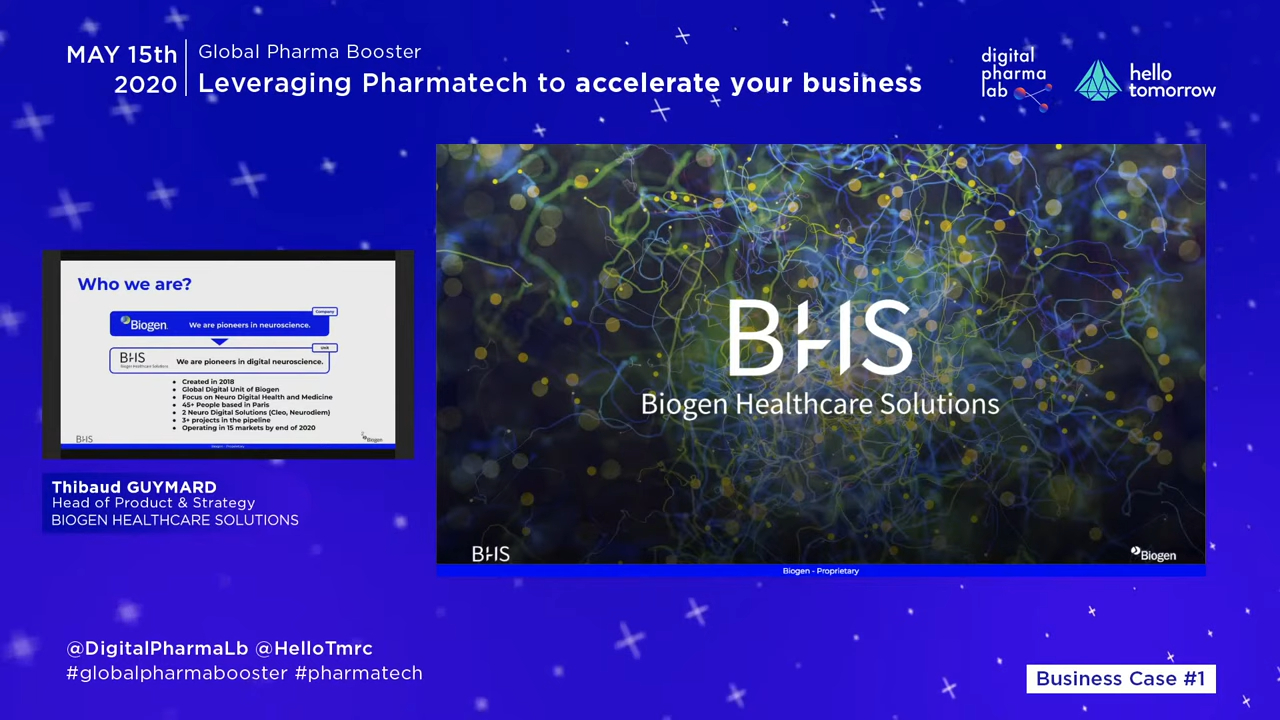 MAY 15th
2020
Global Pharma Booster
Leveraging Pharmatech to accelerate your business
digital
pharma
lab
hello
tomorrow
Who we are?
Company
Biogen.
We are pioneers in neuroscience.
Unit
BHS
Biogen Healthcare Solutions
We are pioneers in digital neuroscience.
● Created in 2018
● Global Digital Unit of Biogen
● Focus on Neuro Digital Health and Medicine
● 45+ People based in Paris
● 2 Neuro Digital Solutions (Cleo, Neurodiem)
● 3+ projects in the pipeline
● Operating in 15 markets by end of 2020
BHS
Biogen
Biogen - Proprietary
Thibaud GUYMARD
Head of Product & Strategy
BIOGEN HEALTHCARE SOLUTIONS
BHS
Biogen Healthcare Solutions
BHS
Biogen
Biogen - Proprietary
@DigitalPharmaLb @HelloTmrc
#globalpharmabooster #pharmatech
Business Case #1